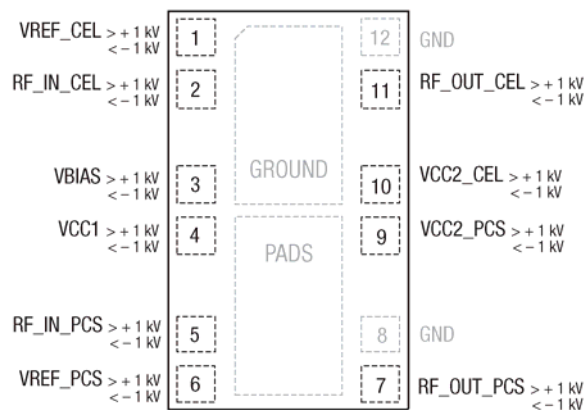 VREF_CEL > + 1 kV
< – 1 kV
1
12
GND
RF_IN_CEL > + 1 kV
< – 1 kV
2
11
RF_OUT_CEL > + 1 kV
< – 1 kV
VBIAS > + 1 kV
< – 1 kV
3
GROUND
10
VCC2_CEL > + 1 kV
< – 1 kV
VCC1 > + 1 kV
< – 1 kV
4
PADS
9
VCC2_PCS > + 1 kV
< – 1 kV
RF_IN_PCS > + 1 kV
< – 1 kV
5
8
GND
VREF_PCS > + 1 kV
< – 1 kV
6
7
RF_OUT_PCS > + 1 kV
< – 1 kV